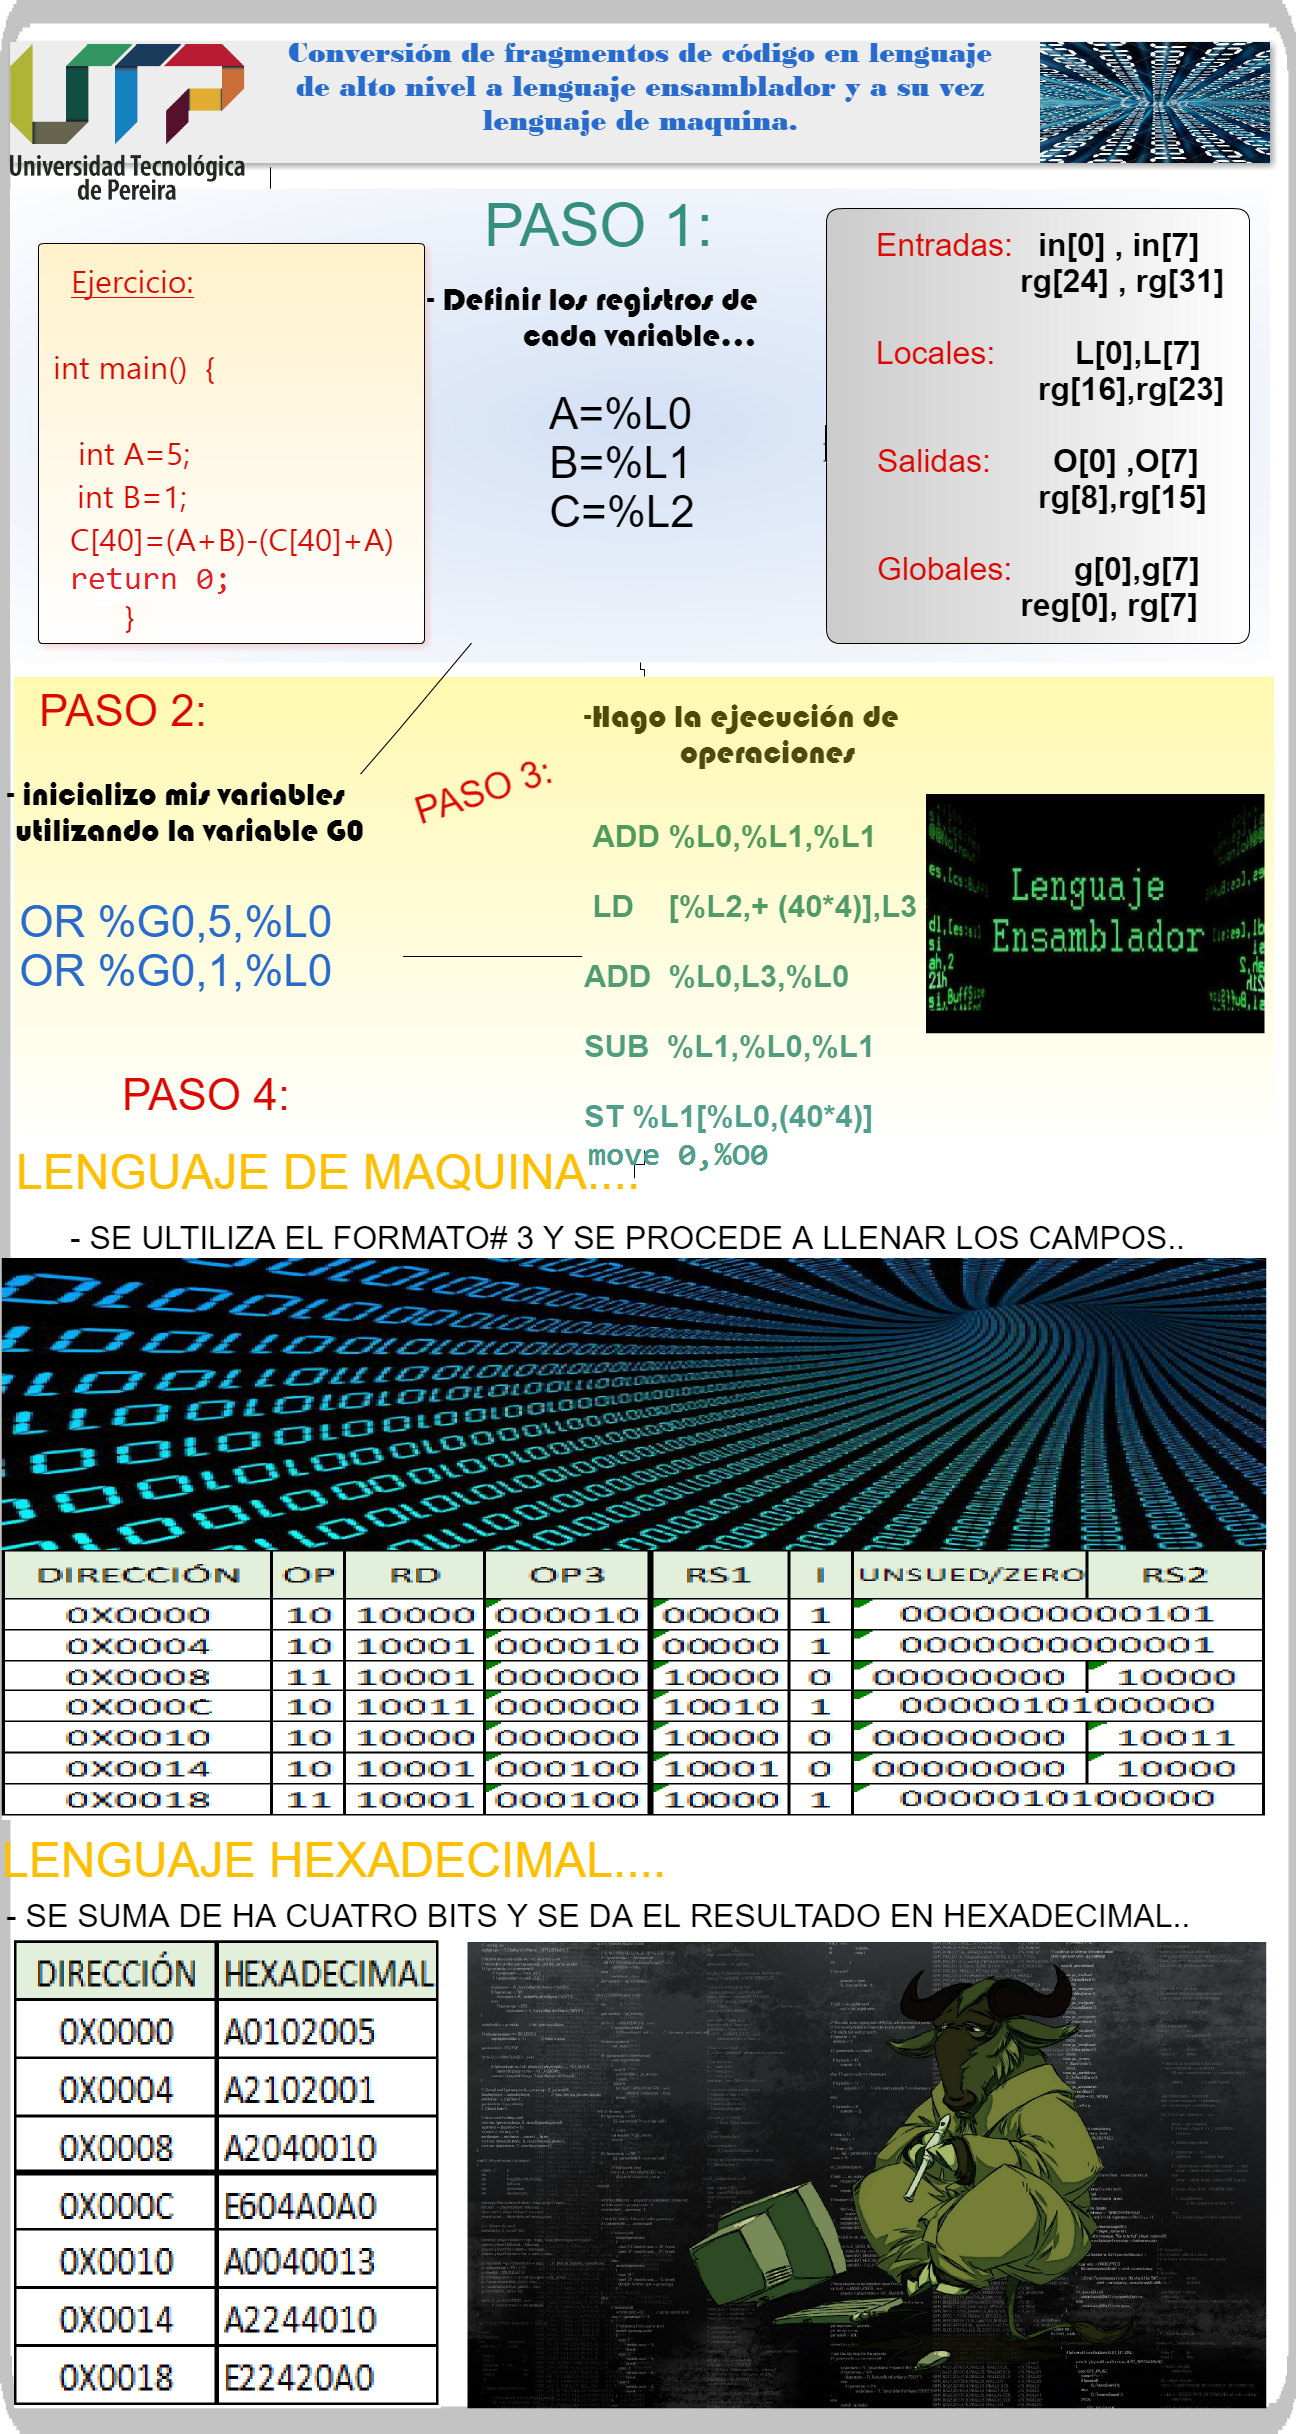 Conversión de fragmentos de código en lenguaje
de alto nivel a lenguaje ensamblador y a su vez
lenguaje de maquina.
Universidad Tecnológica
de Pereira
PASO 1:
Ejercicio:
int main() {
int A=5;
int B=1;
C[40]=(A+B)-(C[40]+A)
return 0;
}
- Definir los registros de
cada variable...
A=%L0
B=%L1
C=%L2
Entradas: in[0] , in[7]
rg[24] , rg[31]
Locales: L[0],L[7]
rg[16],rg[23]
Salidas: O[0] ,O[7]
rg[8],rg[15]
Globales: g[0],g[7]
reg[0], rg[7]
PASO 2:
- inicializo mis variables
utilizando la variable G0
OR %G0,5,%L0
OR %G0,1,%L0
PASO 3:
-Hago la ejecución de
operaciones
ADD %L0,%L1,%L1
LD [%L2,+ (40*4)],L3
ADD %L0,L3,%L0
SUB %L1,%L0,%L1
ST %L1[%L0,(40*4)]
move 0,%O0
Lenguaje
Ensamblador
PASO 4:
LENGUAJE DE MAQUINA....
- SE ULTILIZA EL FORMATO# 3 Y SE PROCEDE A LLENAR LOS CAMPOS..
DIRECCIÓN OP RD OP3 RS1 I UNSUED/ZERO RS2
0X0000 10 10000 000010 00000 1 0000000000101
0X0004 10 10001 000010 00000 1 0000000000001
0X0008 11 10001 000000 10000 0 00000000 10000
0X000C 10 10011 000000 10010 1 0000010100000
0X0010 10 10000 000000 10000 0 00000000 10011
0X0014 10 10001 000100 10001 0 00000000 10000
0X0018 11 10001 000100 10000 1 0000010100000
LENGUAJE HEXADECIMAL....
- SE SUMA DE HA CUATRO BITS Y SE DA EL RESULTADO EN HEXADECIMAL..
DIRECCIÓN HEXADECIMAL
0X0000 A0102005
0X0004 A2102001
0X0008 A2040010
0X000C E604A0A0
0X0010 A0040013
0X0014 A2244010
0X0018 E22420A0